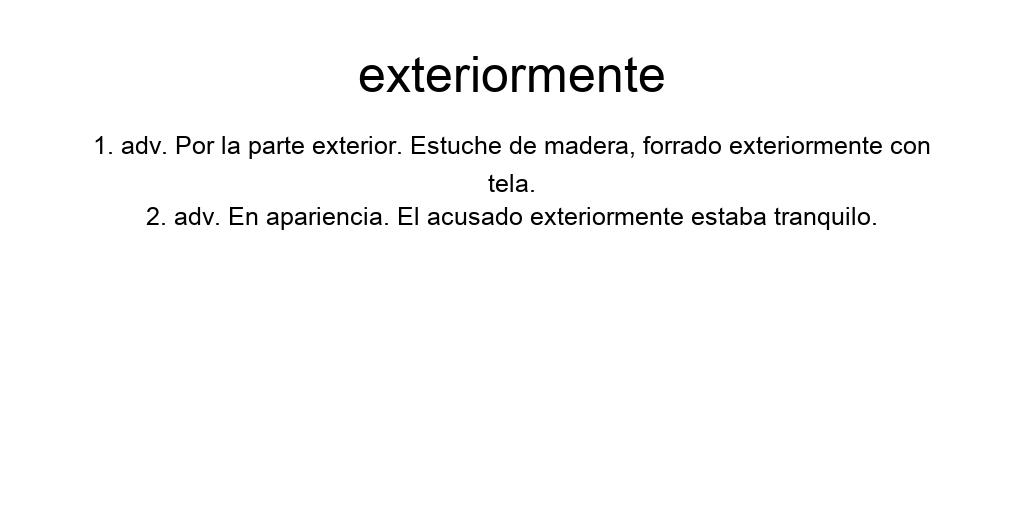 exteriormente
1. adv. Por la parte exterior. Estuche de madera, forrado exteriormente con
tela.
2. adv. En apariencia. El acusado exteriormente estaba tranquilo.